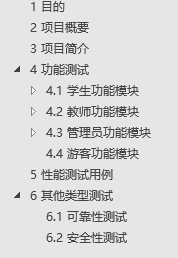 1 目的
2 项目概要
3 项目简介
4 功能测试
4.1 学生功能模块
4.2 教师功能模块
4.3 管理员功能模块
4.4 游客功能模块
5 性能测试用例
6 其他类型测试
6.1 可靠性测试
6.2 安全性测试